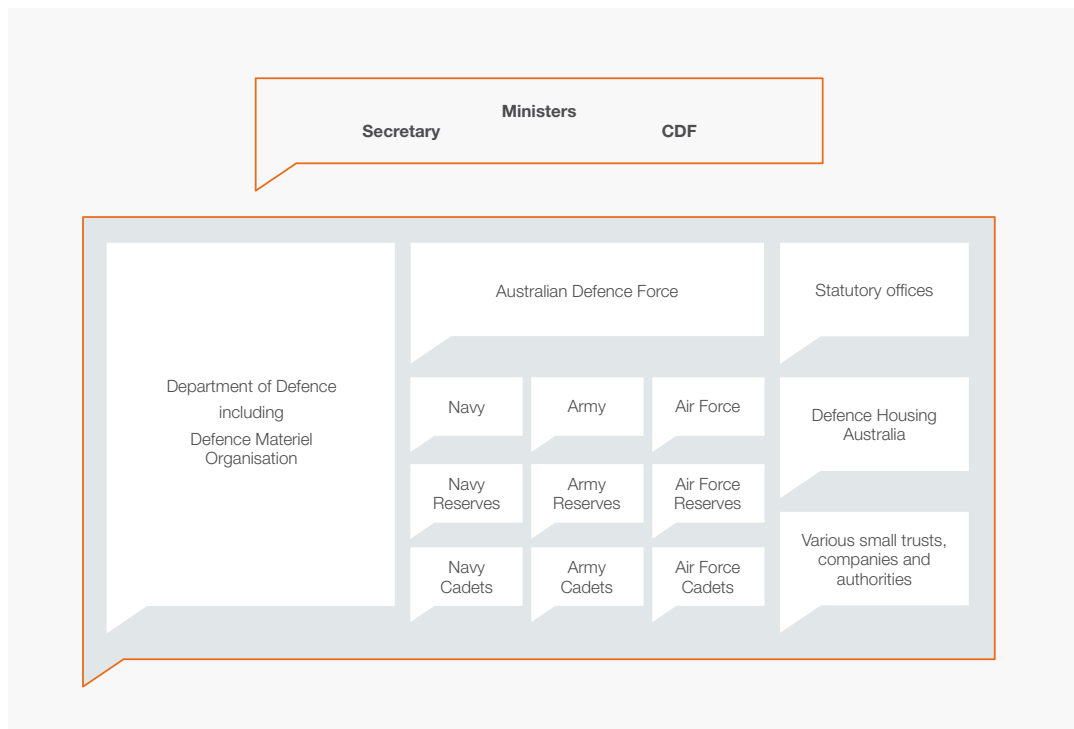 Ministers
Secretary
CDF
Department of Defence
including
Defence Materiel
Organisation
Australian Defence Force
Navy
Army
Air Force
Navy
Reserves
Army
Reserves
Air Force
Reserves
Navy
Cadets
Army
Cadets
Air Force
Cadets
Statutory offices
Defence Housing
Australia
Various small trusts,
companies and
authorities